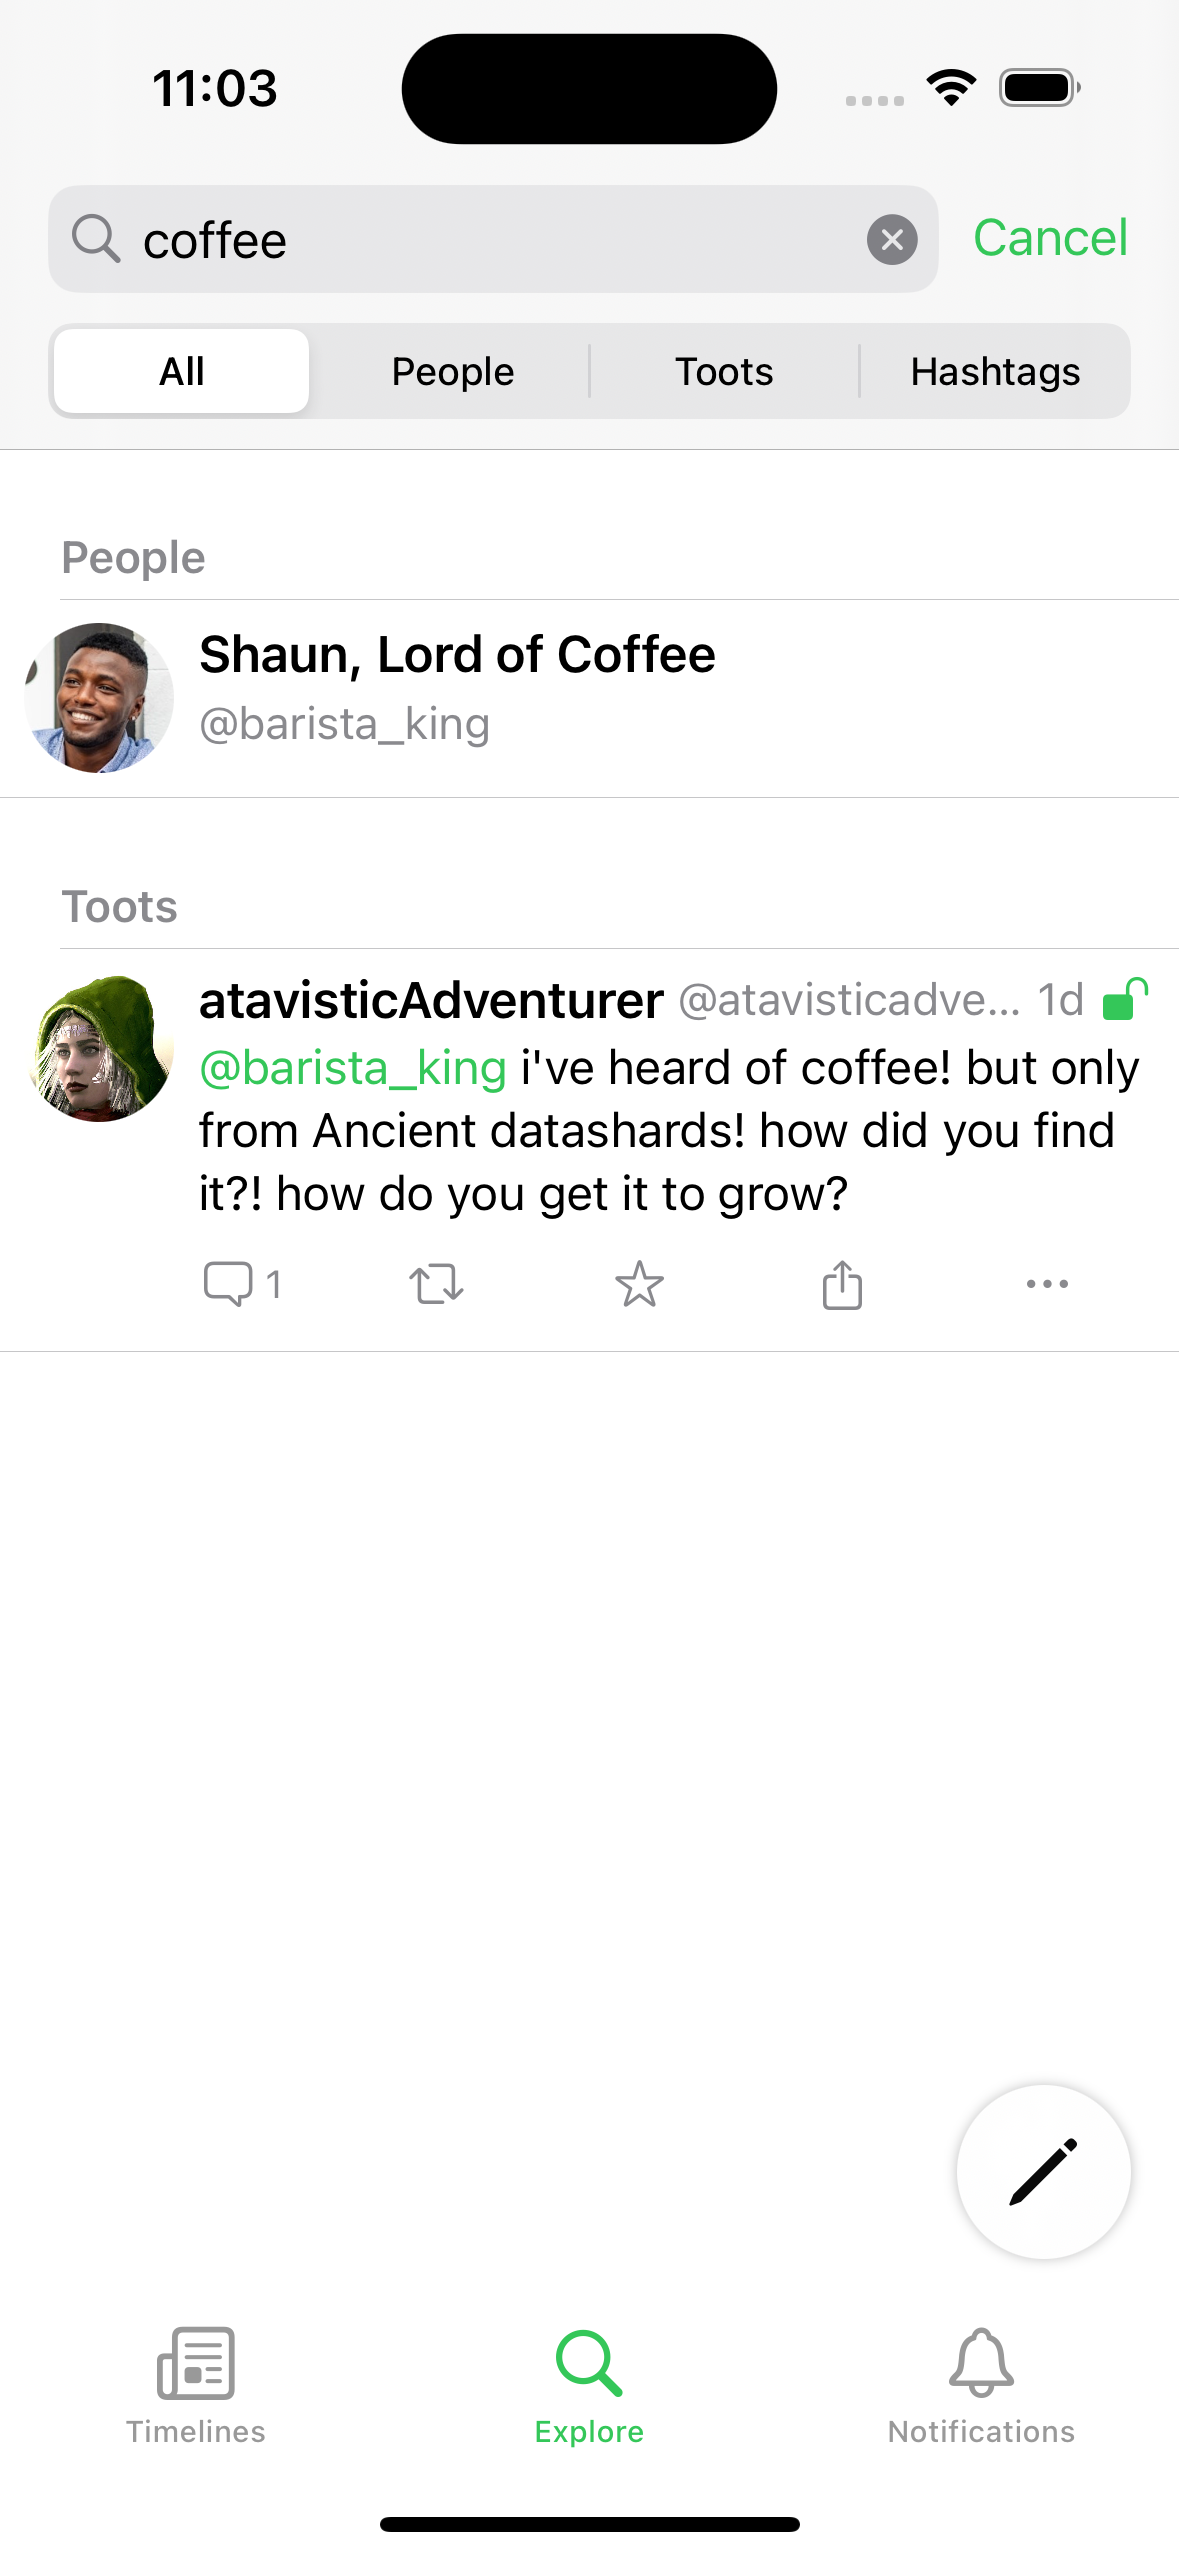 11:03
coffee
Cancel
All People Toots Hashtags
People
Shaun, Lord of Coffee
@barista_king
Toots
atavisticAdventurer @atavisticadve... 1d
@barista_king i've heard of coffee! but only
from Ancient datashards! how did you find
it?! how do you get it to grow?
1
Timelines Explore Notifications